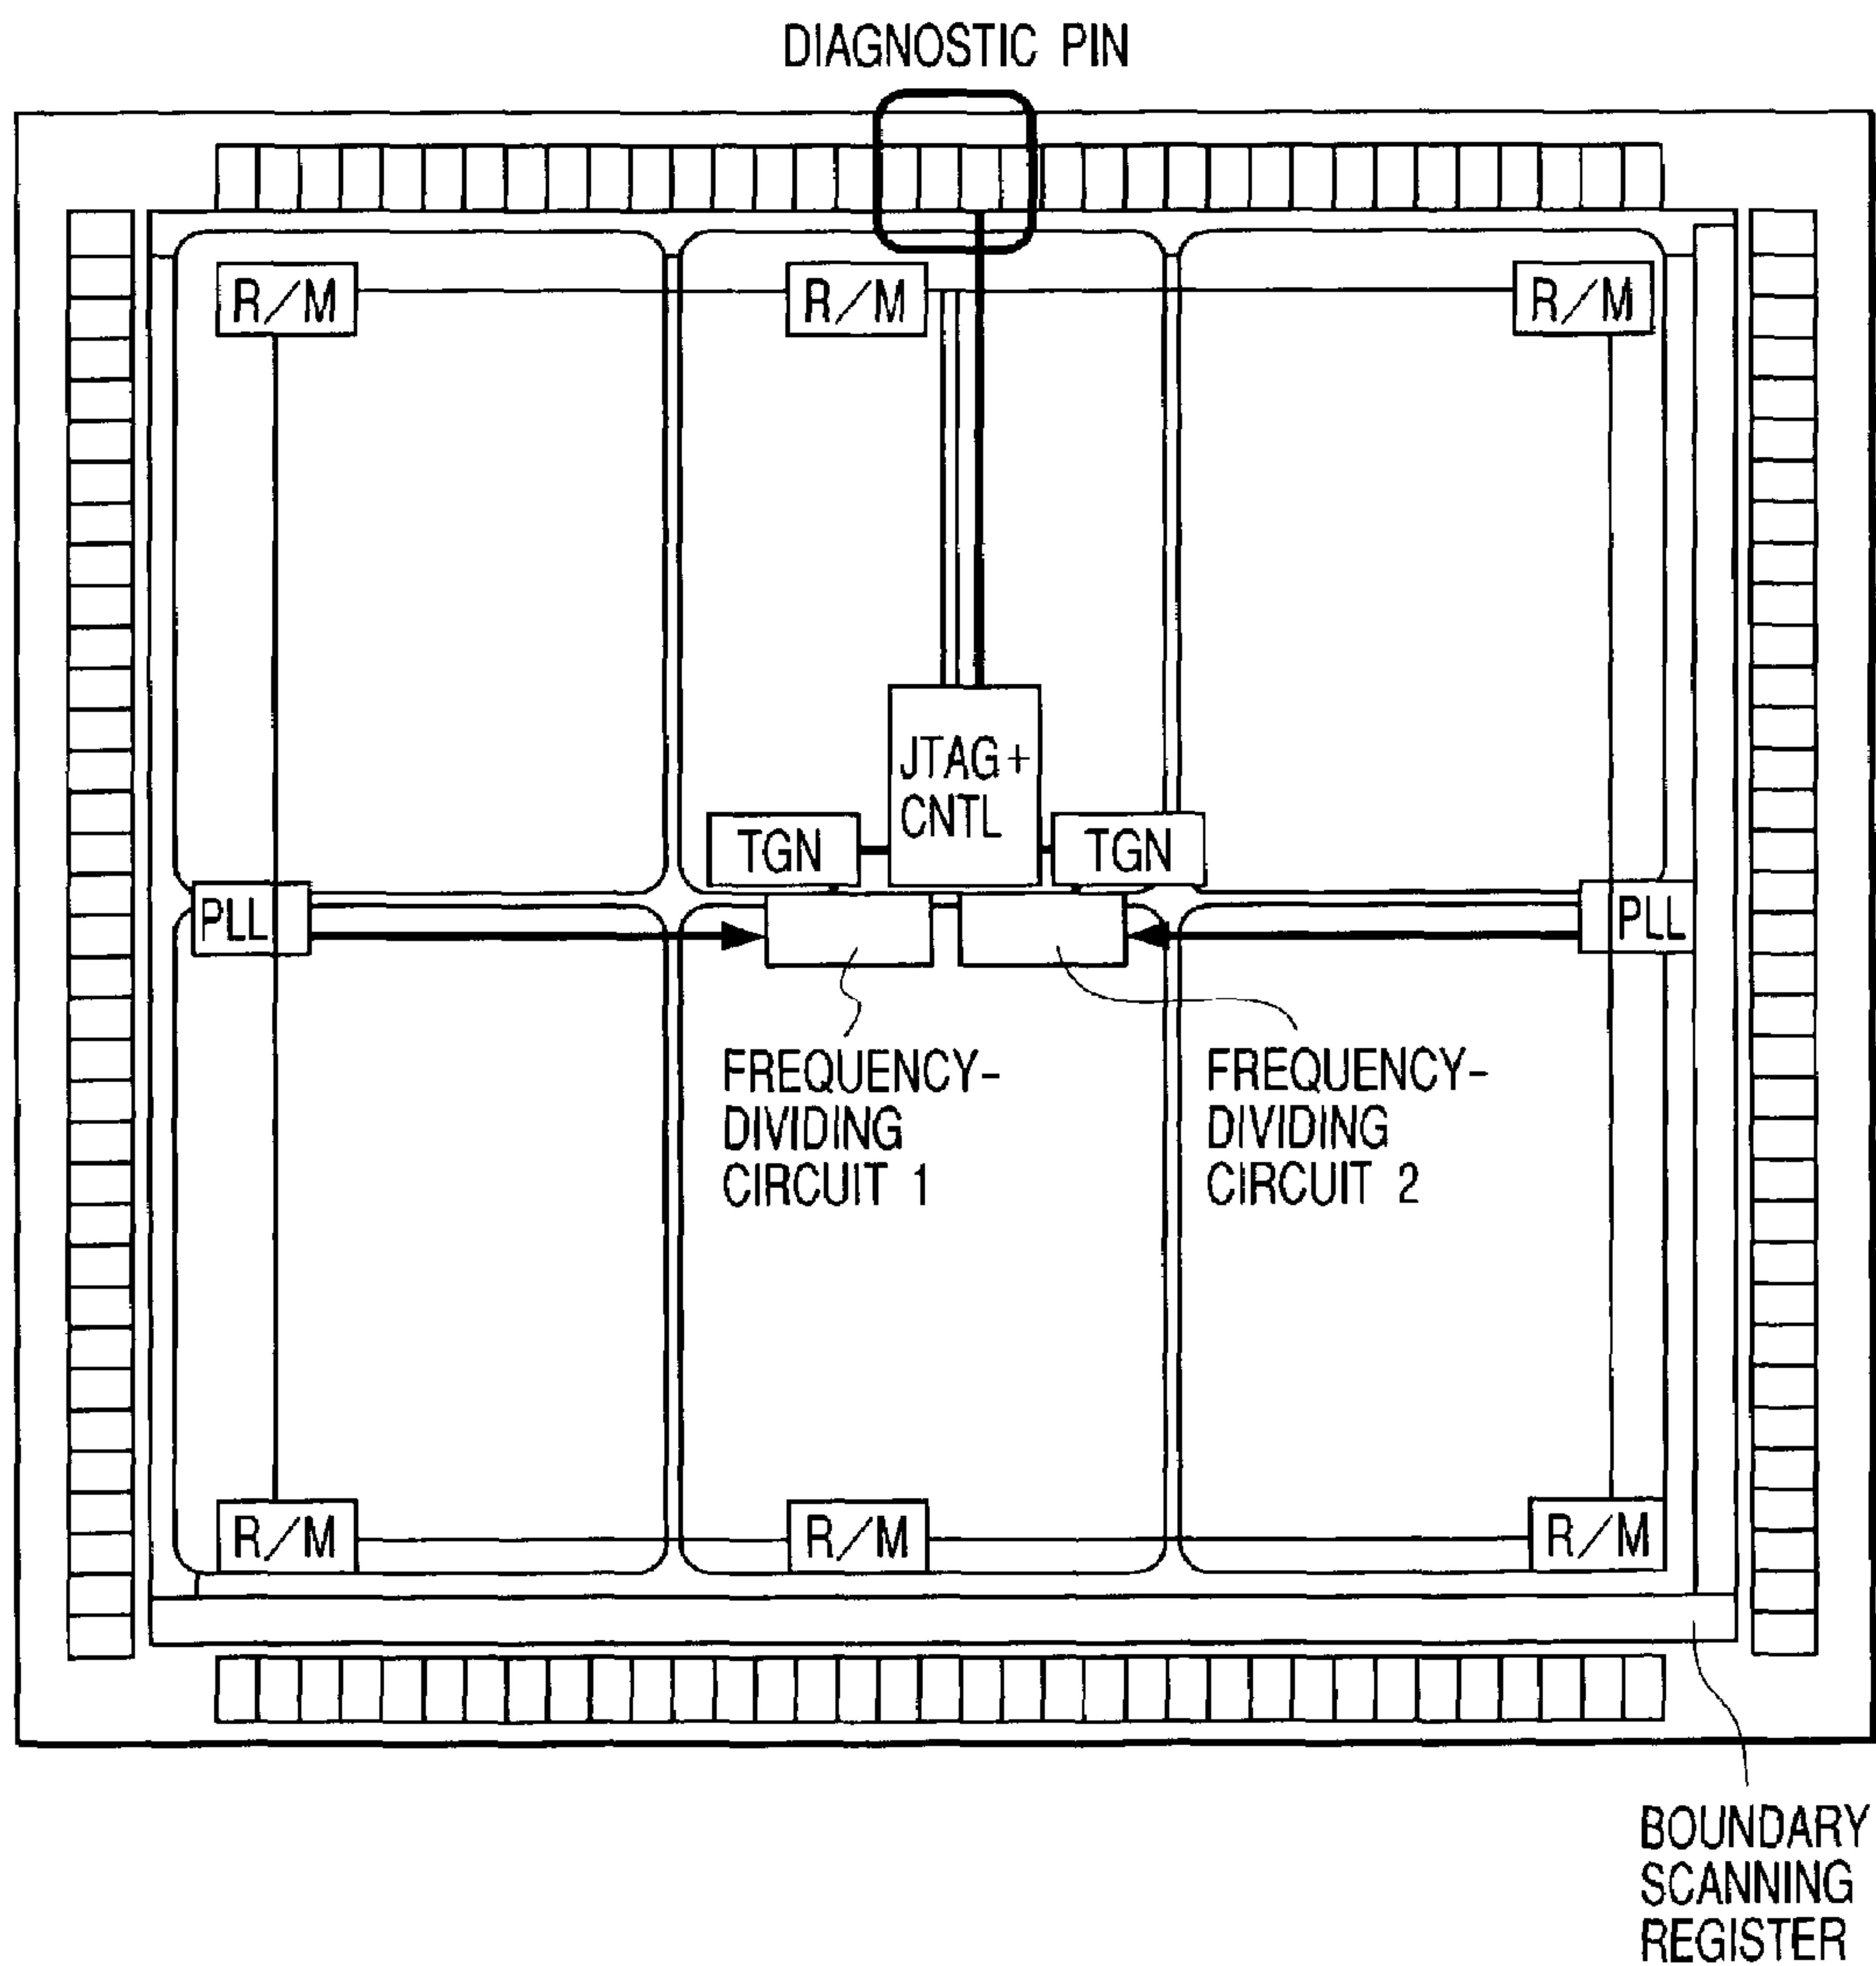 DIAGNOSTIC PIN
R/M
R/M
R/M
JTAG+
CNTL
TGN
TGN
PLL
PLL
FREQUENCY-
DIVIDING
CIRCUIT 1
FREQUENCY-
DIVIDING
CIRCUIT 2
R/M
R/M
R/M
BOUNDARY
SCANNING
REGISTER